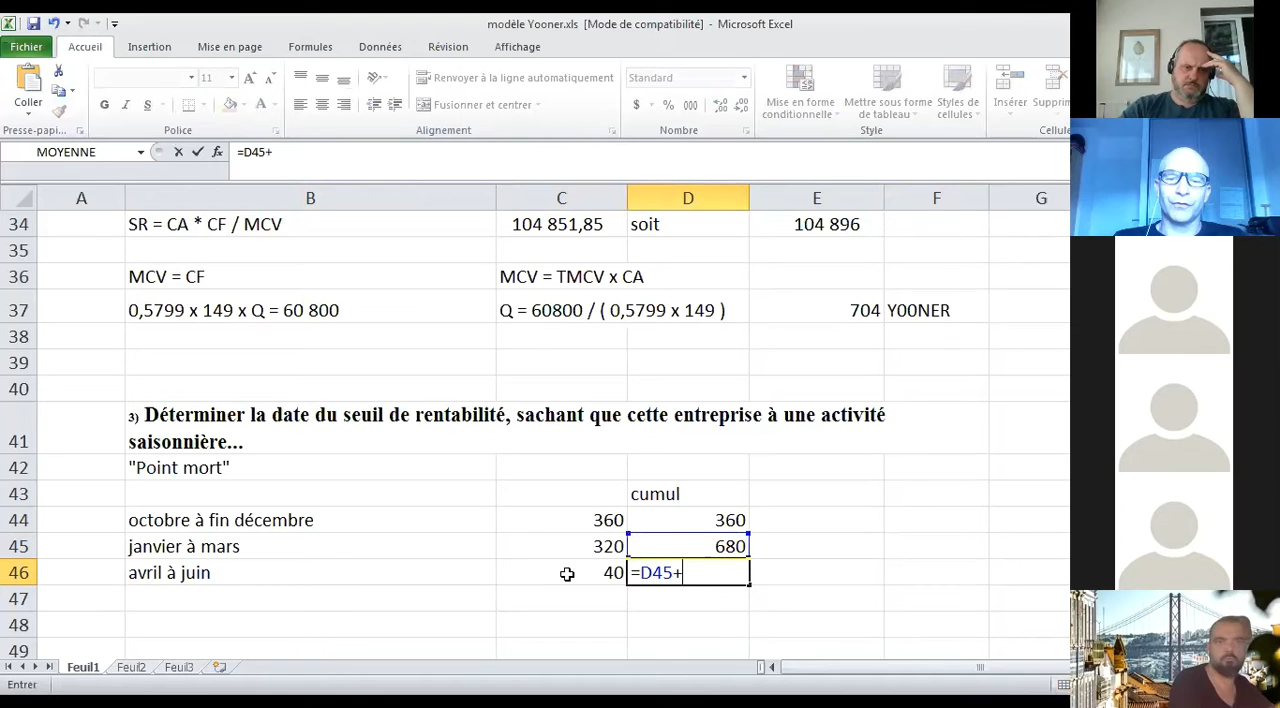 modèle Yooner.xls [Mode de compatibilité] - Microsoft Excel
Fichier Accueil Insertion Mise en page Formules Données Révision Affichage
11 Renvoyer à la ligne automatiquement Standard
Coller G I S Fusionner et centrer $ % 000 Mise en forme conditionnelle Mettre sous forme de tableau Styles de cellules Insérer Supprim
Presse-papi... Police Alignement Nombre Style Cellule
MOYENNE fx =D45+
A B C D E F G
34 SR = CA * CF / MCV 104 851,85 soit 104 896
35
36 MCV = CF MCV = TMCV x CA
37 0,5799 x 149 x Q = 60 800 Q = 60800 / ( 0,5799 x 149 ) 704 Y00NER
38
39
40
3) Déterminer la date du seuil de rentabilité, sachant que cette entreprise à une activité
41 saisonnière...
42 "Point mort"
43 cumul
44 octobre à fin décembre 360 360
45 janvier à mars 320 680
46 avril à juin 40 =D45+
47
48
49
Feuil1 Feuil2 Feuil3
Entrer